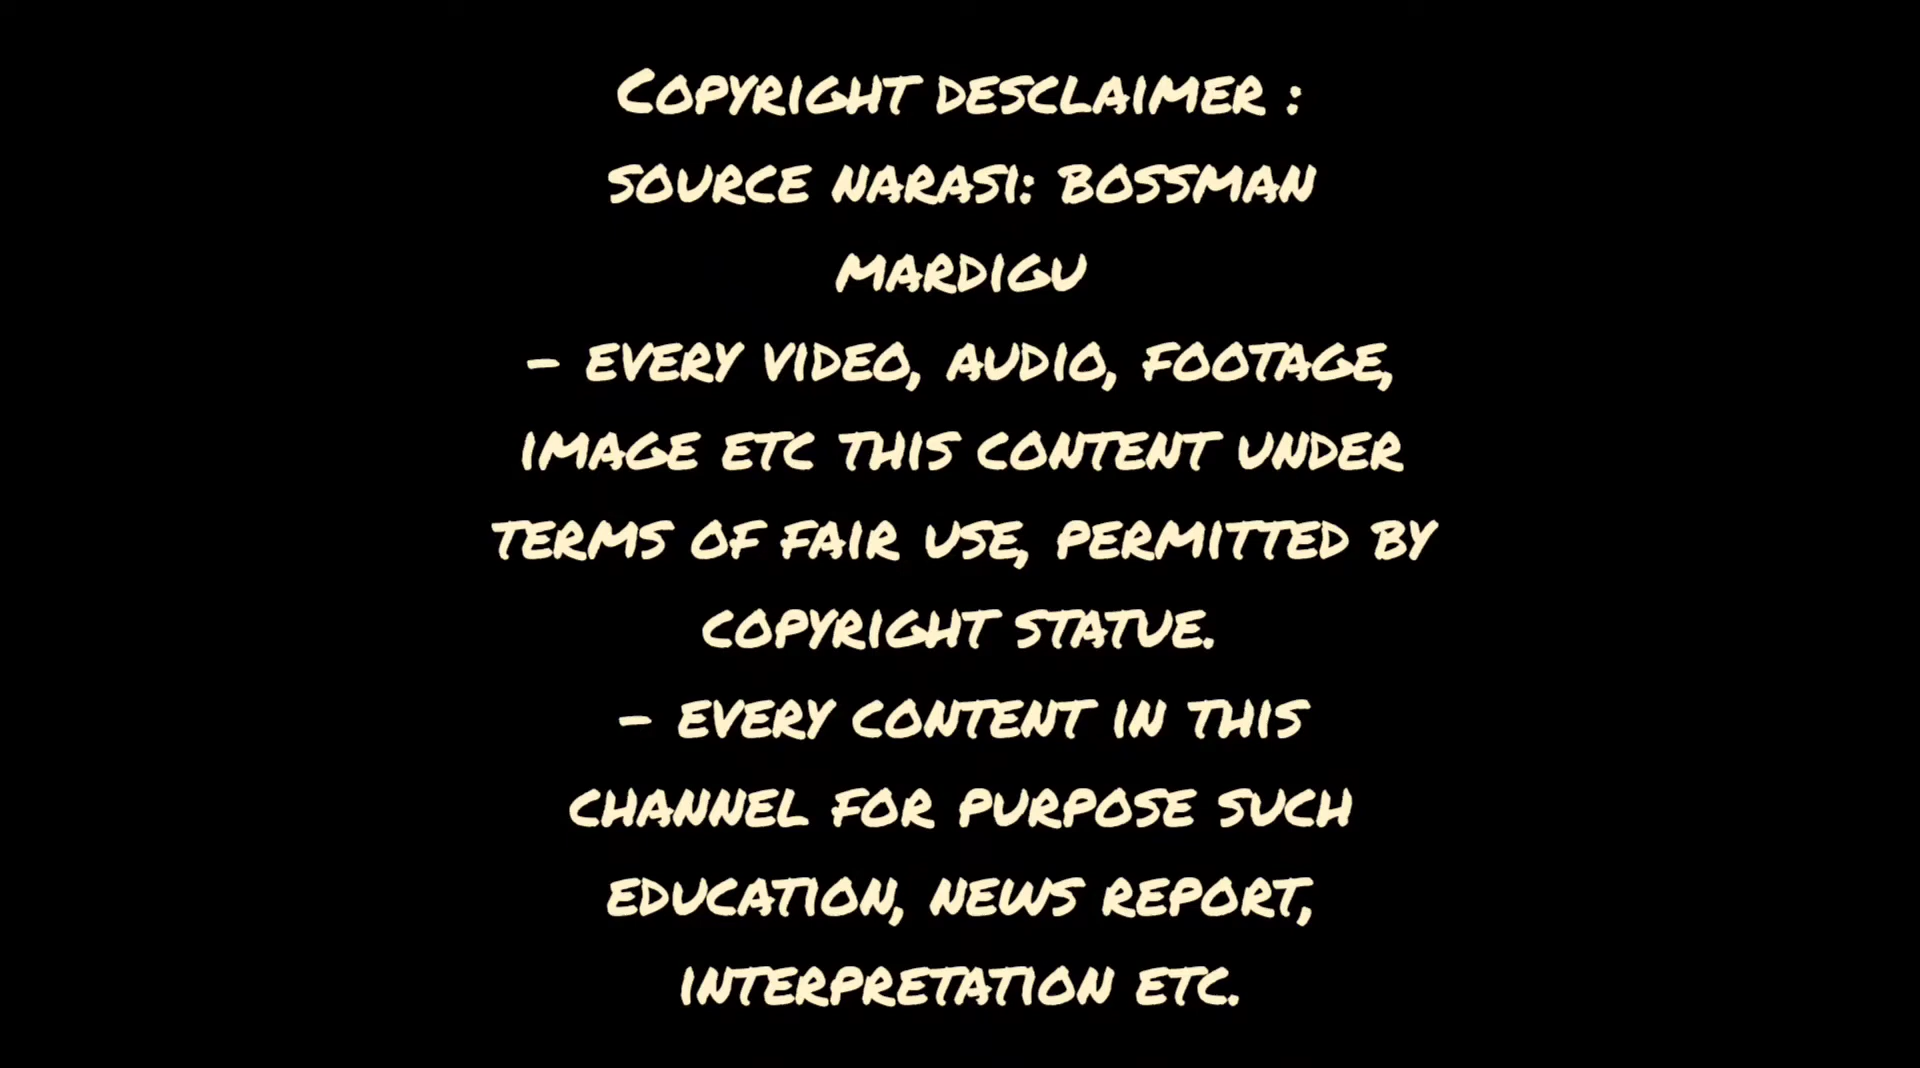 Copyright desclaimer :
source narasi: bossman
mardigu
- every video, audio, footage,
image etc this content under
terms of fair use, permitted by
copyright statue.
- every content in this
channel for purpose such
education, news report,
interpretation etc.